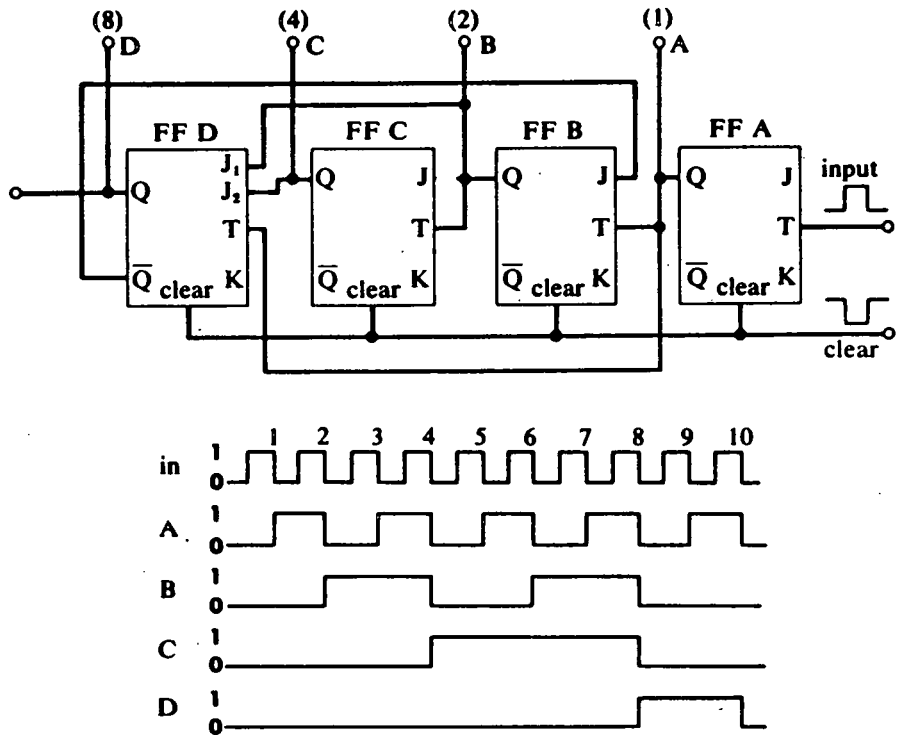 (8) (4) (2) (1)
D C B A
FF D FF C FF B FF A
J₁
J₂
Q T Q̅ clear K
Q J T Q̅ clear K
Q J T Q̅ clear K
Q J T Q̅ clear K
input
clear
1 2 3 4 5 6 7 8 9 10
in 1 0
A 1 0
B 1 0
C 1 0
D 1 0